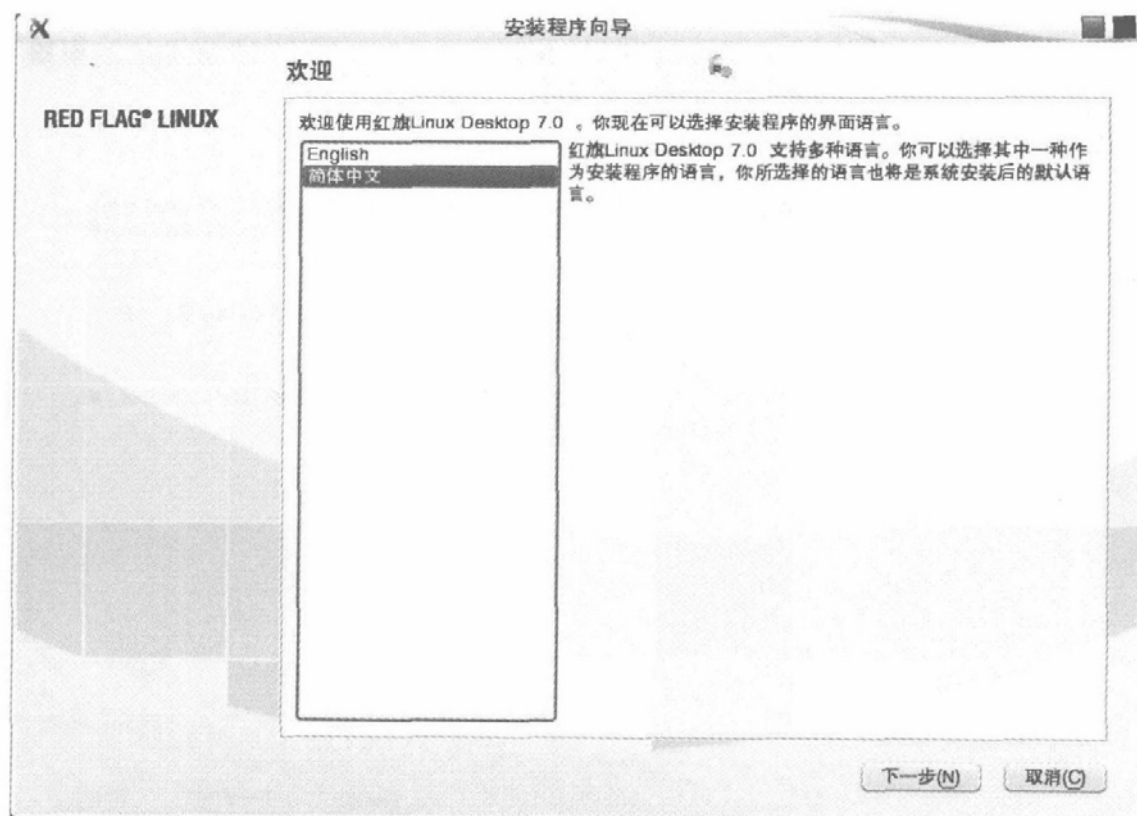 安装程序向导
欢迎
RED FLAG® LINUX
欢迎使用红旗Linux Desktop 7.0 。你现在可以选择安装程序的界面语言。
English
简体中文
红旗Linux Desktop 7.0 支持多种语言。你可以选择其中一种作
为安装程序的语言，你所选择的语言也将是系统安装后的默认语
言。
下一步(N)
取消(C)